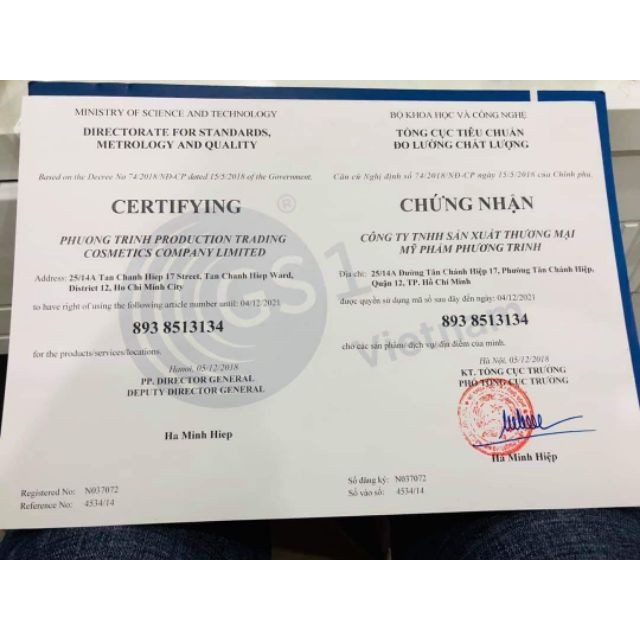 MINISTRY OF SCIENCE AND TECHNOLOGY
DIRECTORATE FOR STANDARDS,
METROLOGY AND QUALITY
Based on the Decree No 74/2018/NĐ-CP dated 15/5/2018 of the Government.
CERTIFYING
PHUONG TRINH PRODUCTION TRADING
COSMETICS COMPANY LIMITED
Address: 25/14A Tan Chanh Hiep 17 Street, Tan Chanh Hiep Ward,
District 12, Ho Chi Minh City
to have right of using the following article number until: 04/12/2021
893 8513134
for the products/services/locations.
Hanoi, 05/12/2018
PP. DIRECTOR GENERAL
DEPUTY DIRECTOR GENERAL
Ha Minh Hiep
Registered No: N037072
Reference No: 4534/14
BỘ KHOA HỌC VÀ CÔNG NGHỆ
TỔNG CỤC TIÊU CHUẨN
ĐO LƯỜNG CHẤT LƯỢNG
Căn cứ Nghị định số 74/2018/NĐ-CP ngày 15/5/2018 của Chính phủ.
CHỨNG NHẬN
CÔNG TY TNHH SẢN XUẤT THƯƠNG MẠI
MỸ PHẨM PHƯƠNG TRINH
Địa chỉ: 25/14A Đường Tân Chánh Hiệp 17, Phường Tân Chánh Hiệp,
Quận 12, TP. Hồ Chí Minh
được quyền sử dụng mã số sau đây đến ngày: 04/12/2021
893 8513134
cho các sản phẩm/ dịch vụ/ địa điểm của mình.
Hà Nội, 05/12/2018
KT. TỔNG CỤC TRƯỞNG
PHÓ TỔNG CỤC TRƯỞNG
Hà Minh Hiệp
Số đăng ký: N037072
Số vào sổ: 4534/14
GS1
®
Vietnam